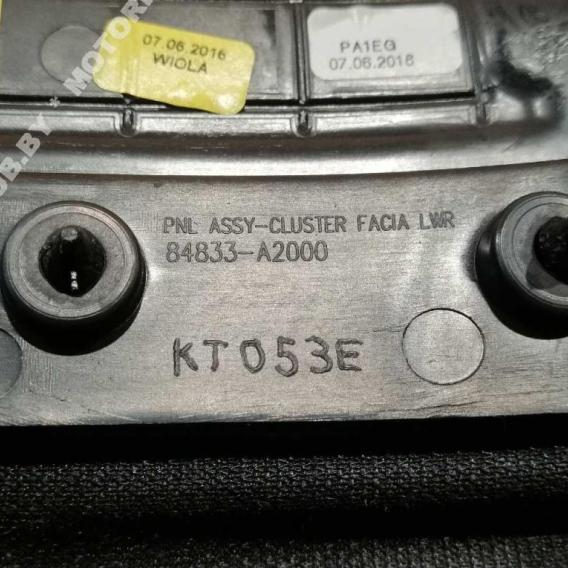 07.06.2016
WIOLA
PA1EG
07.06.2016
PNL ASSY-CLUSTER FACIA LWR
84833-A2000
KT053E